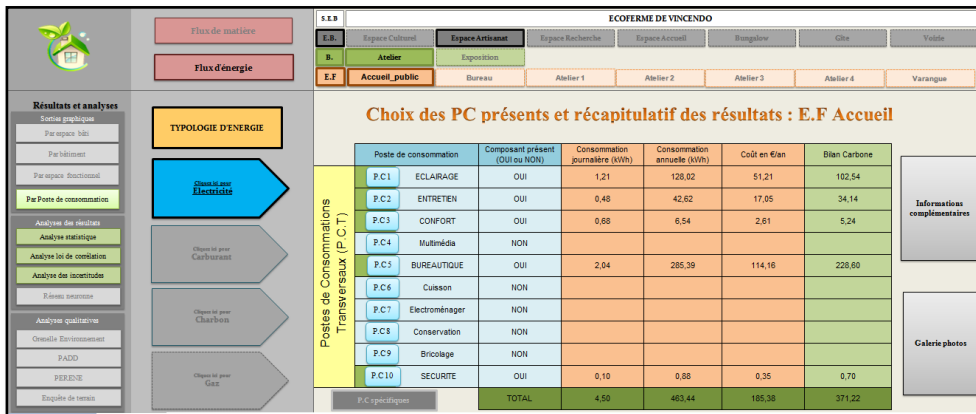 Flux de matière
Flux d'énergie
S.E.B ECOFERME DE VINCENDO
E.B. Espace Culturel Espace Artisanat Espace Recherche Espace Accueil Bungalow Gîte Voirie
B. Atelier Exposition
E.F Accueil_public Bureau Atelier 1 Atelier 2 Atelier 3 Atelier 4 Varangue
Résultats et analyses
Sorties graphiques
Par espace bâti
Par bâtiment
Par espace fonctionnel
Par Poste de consommation
Analyses des résultats
Analyse statistique
Analyse loi de corrélation
Analyse des incertitudes
Réseau neuronne
Analyses qualitatives
Grenelle Environnement
PADD
PERENE
Enquête de terrain
TYPOLOGIE D'ENERGIE
Cliquez ici pour
Électricité
Cliquez ici pour
Carburant
Cliquez ici pour
Charbon
Cliquez ici pour
Gaz
Choix des PC présents et récapitulatif des résultats : E.F Accueil
Postes de Consommations
Transversaux (P.C.T)
Poste de consommation Composant présent (OUI ou NON) Consommation journalière (kWh) Consommation annuelle (kWh) Coût en €/an Bilan Carbone
P.C1 ECLAIRAGE OUI 1,21 128,02 51,21 102,54
P.C2 ENTRETIEN OUI 0,48 42,62 17,05 34,14
P.C3 CONFORT OUI 0,68 6,54 2,61 5,24
P.C4 Multimédia NON
P.C5 BUREAUTIQUE OUI 2,04 285,39 114,16 228,60
P.C6 Cuisson NON
P.C7 Electroménager NON
P.C8 Conservation NON
P.C9 Bricolage NON
P.C10 SECURITE OUI 0,10 0,88 0,35 0,70
P.C spécifiques TOTAL 4,50 463,44 185,38 371,22
Informations
complémentaires
Galerie photos